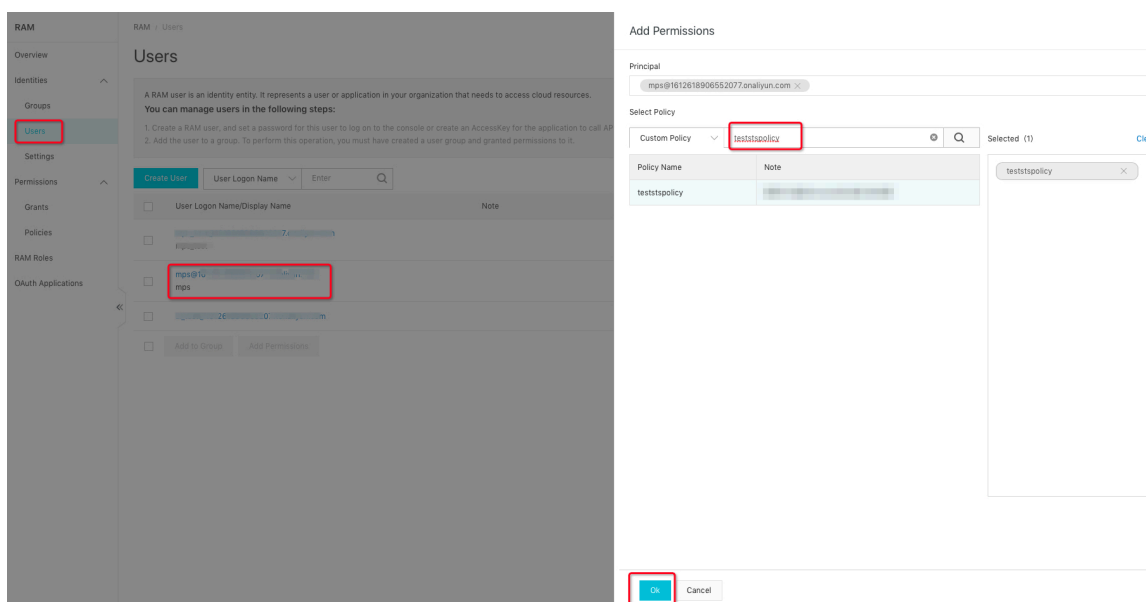 RAM
Overview
Identities
Groups
Users
Settings
Permissions
Grants
Policies
RAM Roles
OAuth Applications
RAM / Users
Users
A RAM user is an identity entity. It represents a user or application in your organization that needs to access cloud resources.
You can manage users in the following steps:
1. Create a RAM user, and set a password for this user to log on to the console or create an AccessKey for the application to call AP
2. Add the user to a group. To perform this operation, you must have created a user group and granted permissions to it.
Create User
User Logon Name
Enter
User Logon Name/Display Name
Note
mps
Add to Group
Add Permissions
Add Permissions
Principal
mps@1612618906552077.onaliyun.com
Select Policy
Custom Policy
teststspolicy
Selected (1)
Cle
Policy Name
Note
teststspolicy
teststspolicy
Ok
Cancel